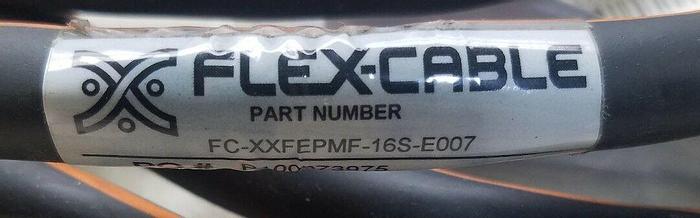 FLEX-CABLE
PART NUMBER
FC-XXFEPMF-16S-E007